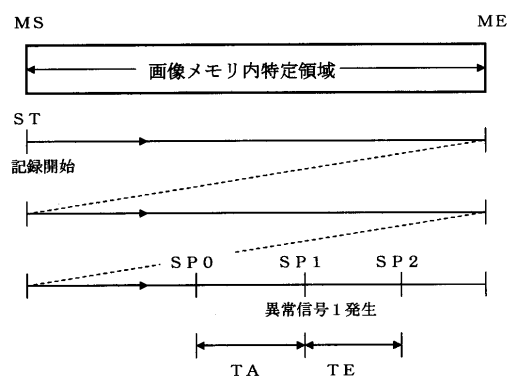 ＭＳ ＭＥ
画像メモリ内特定領域
ＳＴ
記録開始
ＳＰ０ ＳＰ１ ＳＰ２
異常信号１発生
ＴＡ ＴＥ